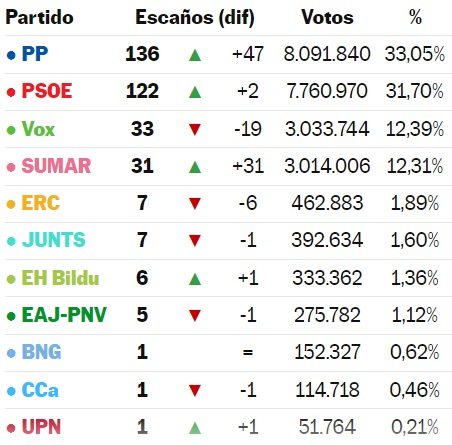 Partido Escaños (dif) Votos %
• PP 136 ▲ +47 8.091.840 33,05%
• PSOE 122 ▲ +2 7.760.970 31,70%
• Vox 33 ▼ -19 3.033.744 12,39%
• SUMAR 31 ▲ +31 3.014.006 12,31%
• ERC 7 ▼ -6 462.883 1,89%
• JUNTS 7 ▼ -1 392.634 1,60%
• EH Bildu 6 ▲ +1 333.362 1,36%
• EAJ-PNV 5 ▼ -1 275.782 1,12%
• BNG 1 = 152.327 0,62%
• CCa 1 ▼ -1 114.718 0,46%
• UPN 1 ▲ +1 51.764 0,21%